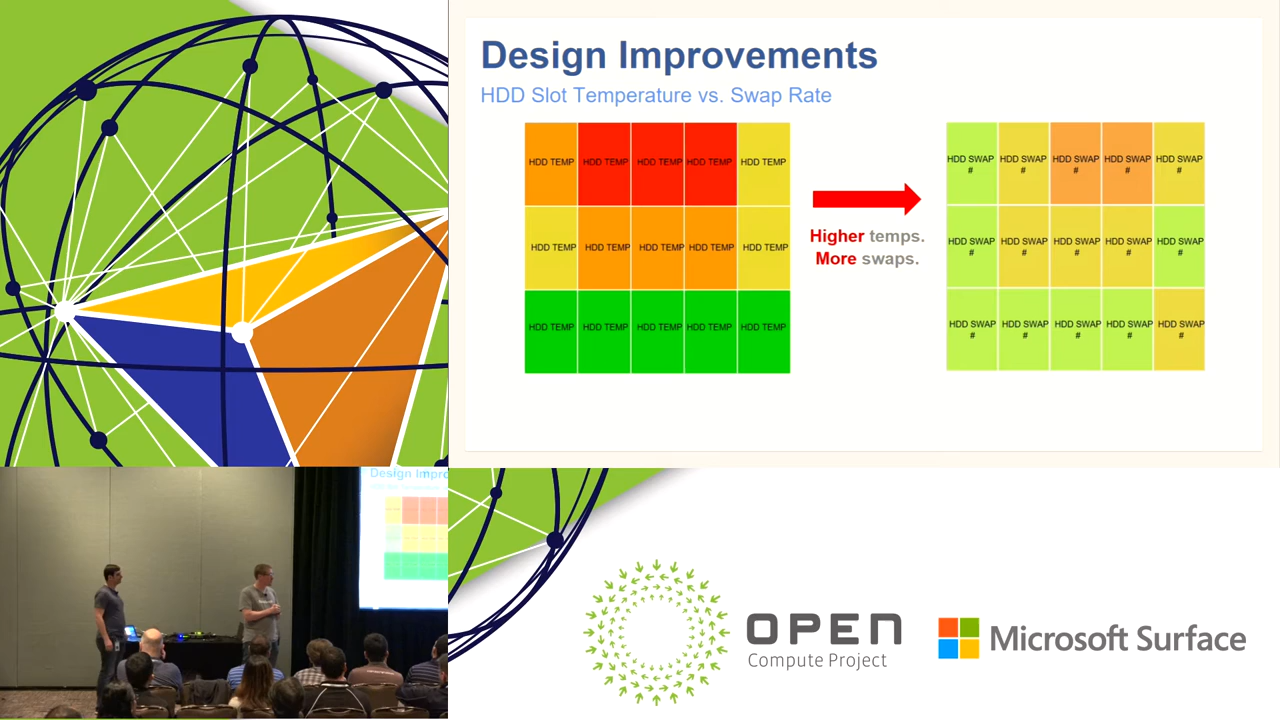 Design Improvements
HDD Slot Temperature vs. Swap Rate
HDD TEMP HDD TEMP HDD TEMP HDD TEMP HDD TEMP
HDD TEMP HDD TEMP HDD TEMP HDD TEMP HDD TEMP
HDD TEMP HDD TEMP HDD TEMP HDD TEMP HDD TEMP
Higher temps.
More swaps.
HDD SWAP HDD SWAP HDD SWAP HDD SWAP HDD SWAP
# # # # #
HDD SWAP HDD SWAP HDD SWAP HDD SWAP HDD SWAP
# # # # #
HDD SWAP HDD SWAP HDD SWAP HDD SWAP HDD SWAP
# # # # #
Design Impro
OPEN
Compute Project
Microsoft Surface